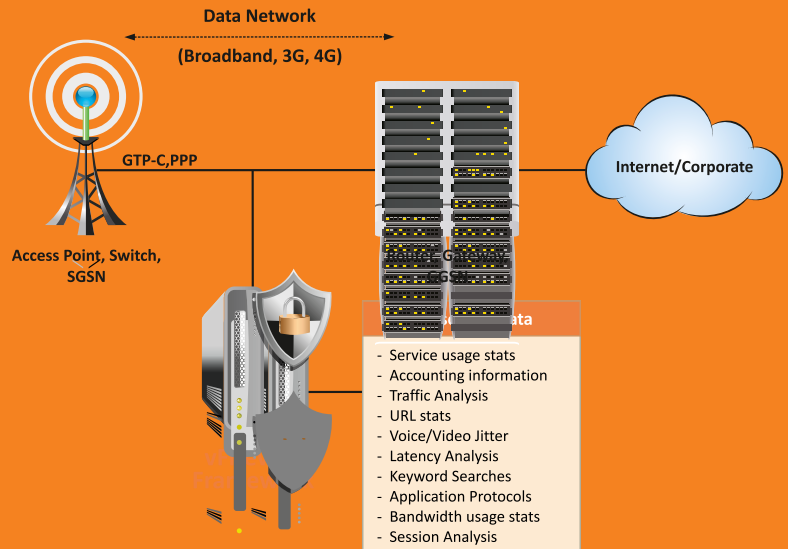 Data Network
(Broadband, 3G, 4G)
GTP-C,PPP
Internet/Corporate
Access Point, Switch,
SGSN
Router, Gateway,
GGSN
- Service usage stats
- Accounting information
- Traffic Analysis
- URL stats
- Voice/Video Jitter
- Latency Analysis
- Keyword Searches
- Application Protocols
- Bandwidth usage stats
- Session Analysis